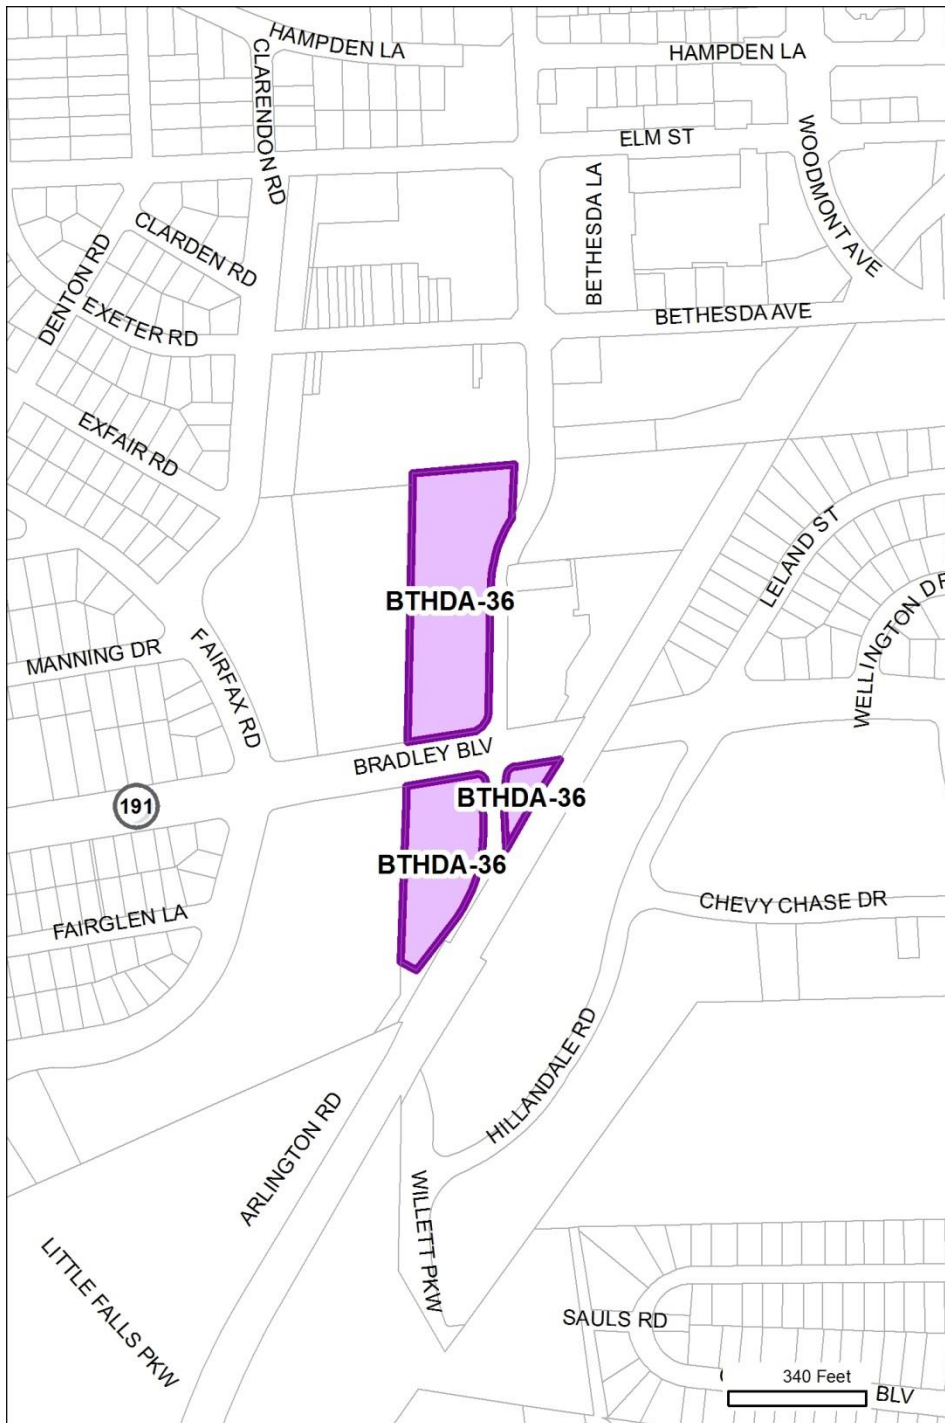 HAMPDEN LA
HAMPDEN LA
CLARENDON RD
ELM ST
WOODMONT AVE
BETHESDA LA
CLARDEN RD
DENTON RD
EXETER RD
BETHESDA AVE
EXFAIR RD
LELAND ST
BTHDA-36
WELLINGTON DR
MANNING DR
FAIRFAX RD
BRADLEY BLV
191
BTHDA-36
BTHDA-36
CHEVY CHASE DR
FAIRGLEN LA
HILLANDALE RD
ARLINGTON RD
WILLETT PKW
LITTLE FALLS PKW
SAULS RD
340 Feet
BLV